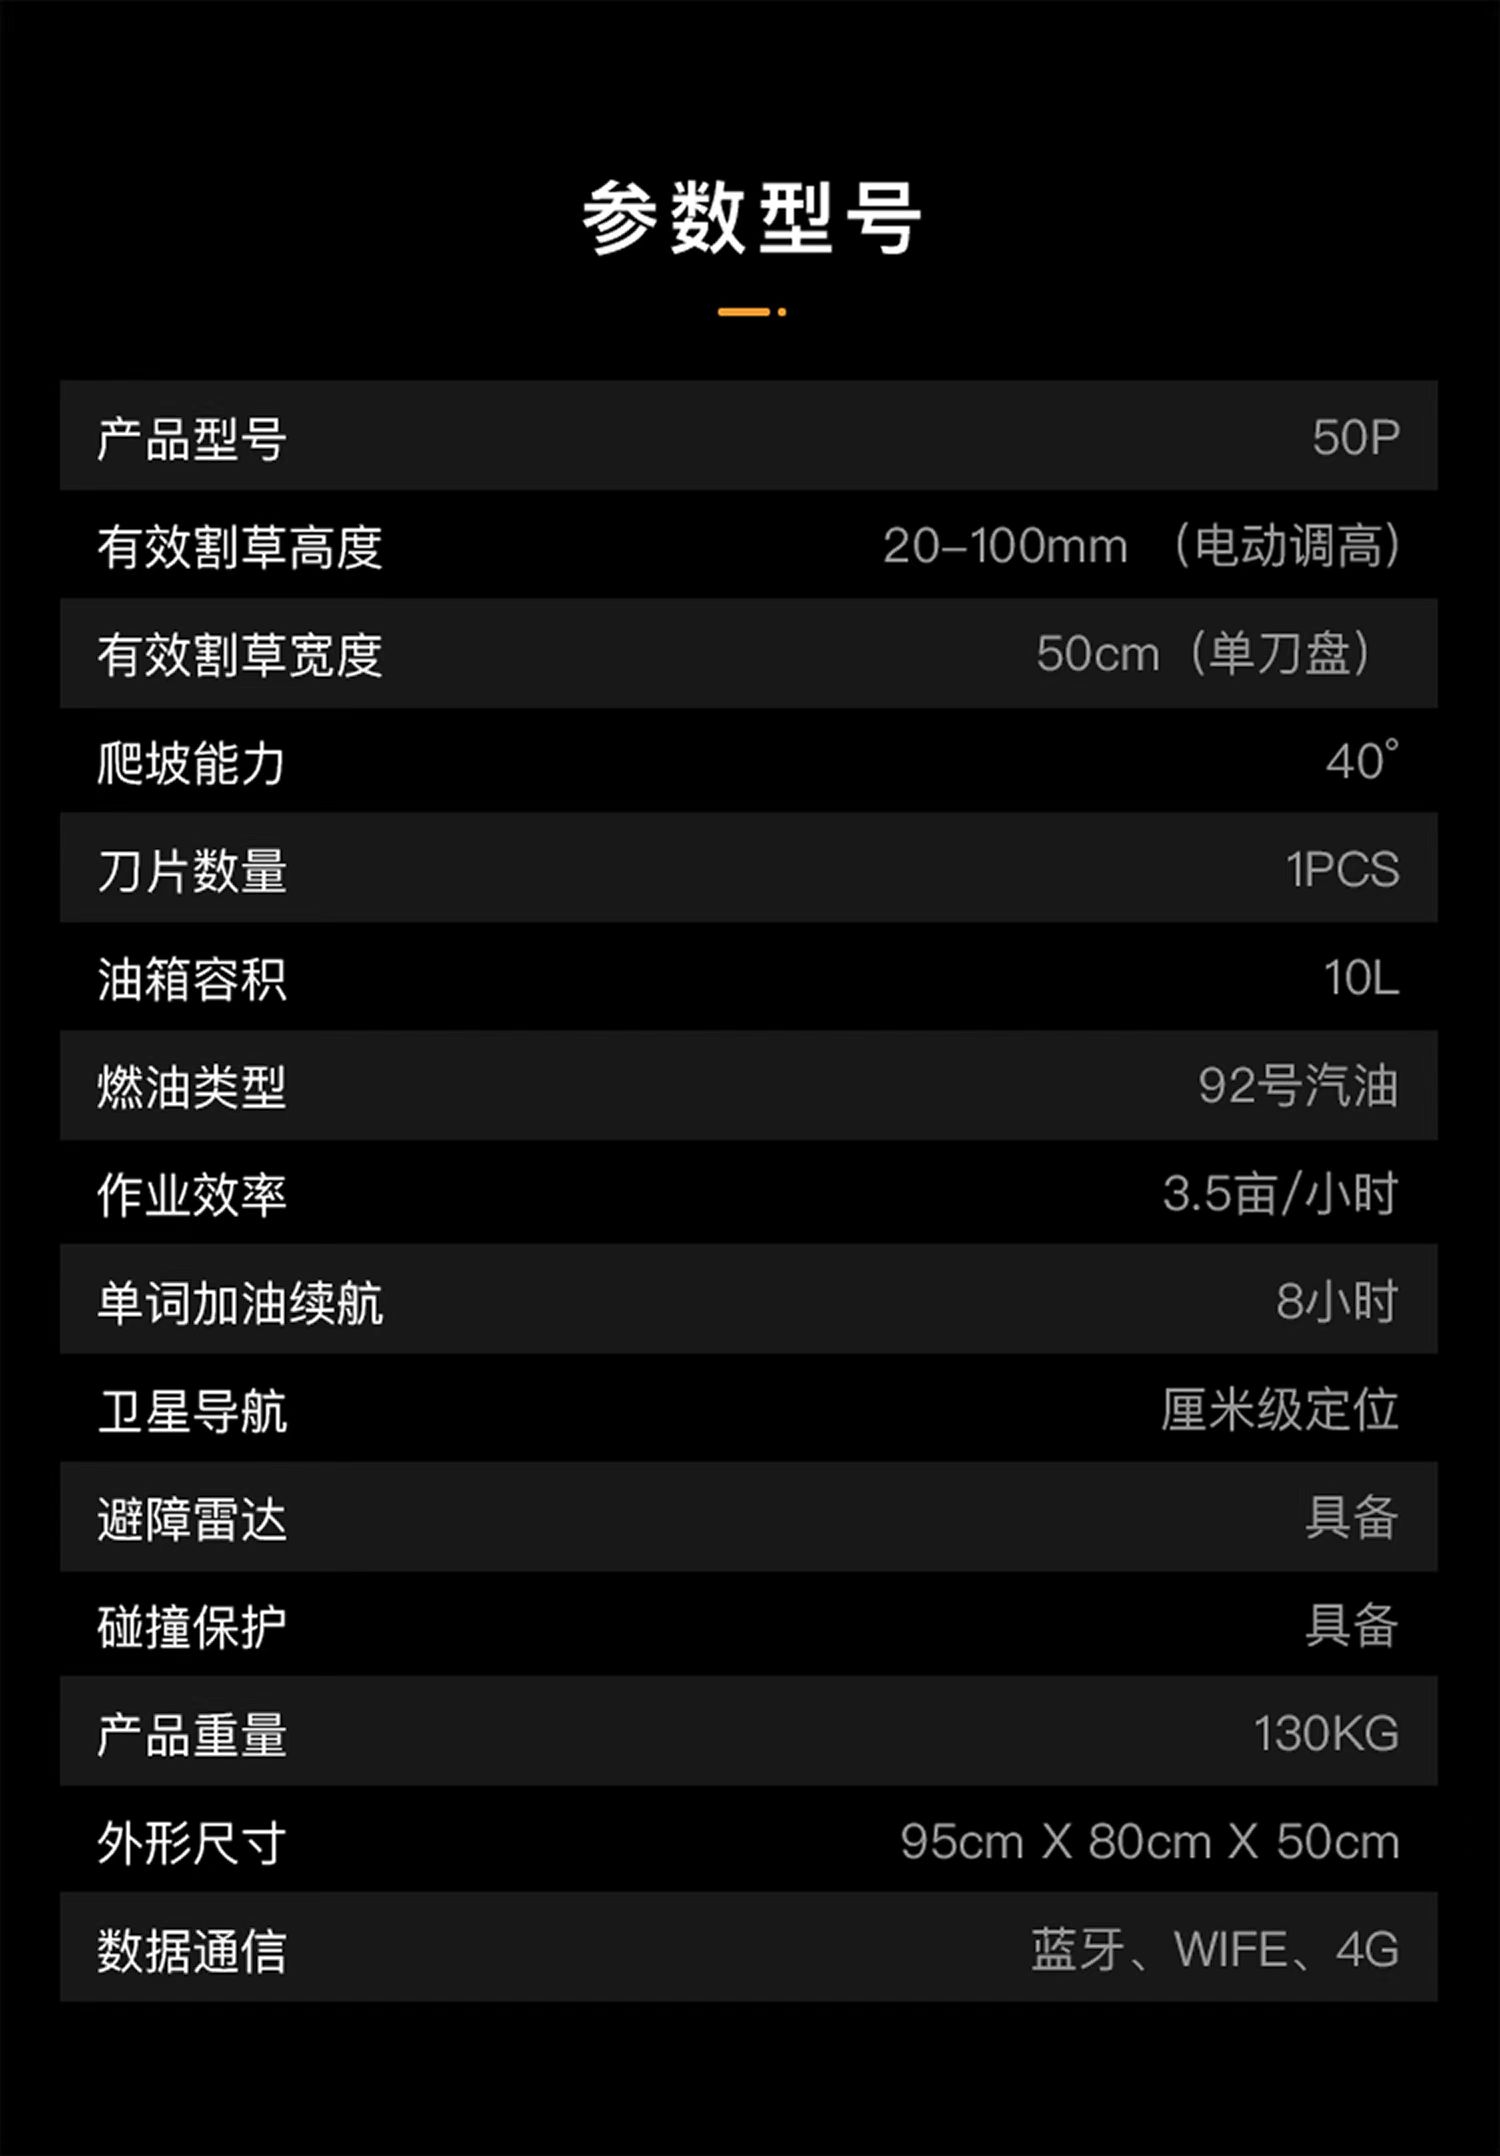 参数型号
产品型号 50P
有效割草高度 20-100mm （电动调高）
有效割草宽度 50cm（单刀盘）
爬坡能力 40°
刀片数量 1PCS
油箱容积 10L
燃油类型 92号汽油
作业效率 3.5亩/小时
单词加油续航 8小时
卫星导航 厘米级定位
避障雷达 具备
碰撞保护 具备
产品重量 130KG
外形尺寸 95cm X 80cm X 50cm
数据通信 蓝牙、WIFE、4G